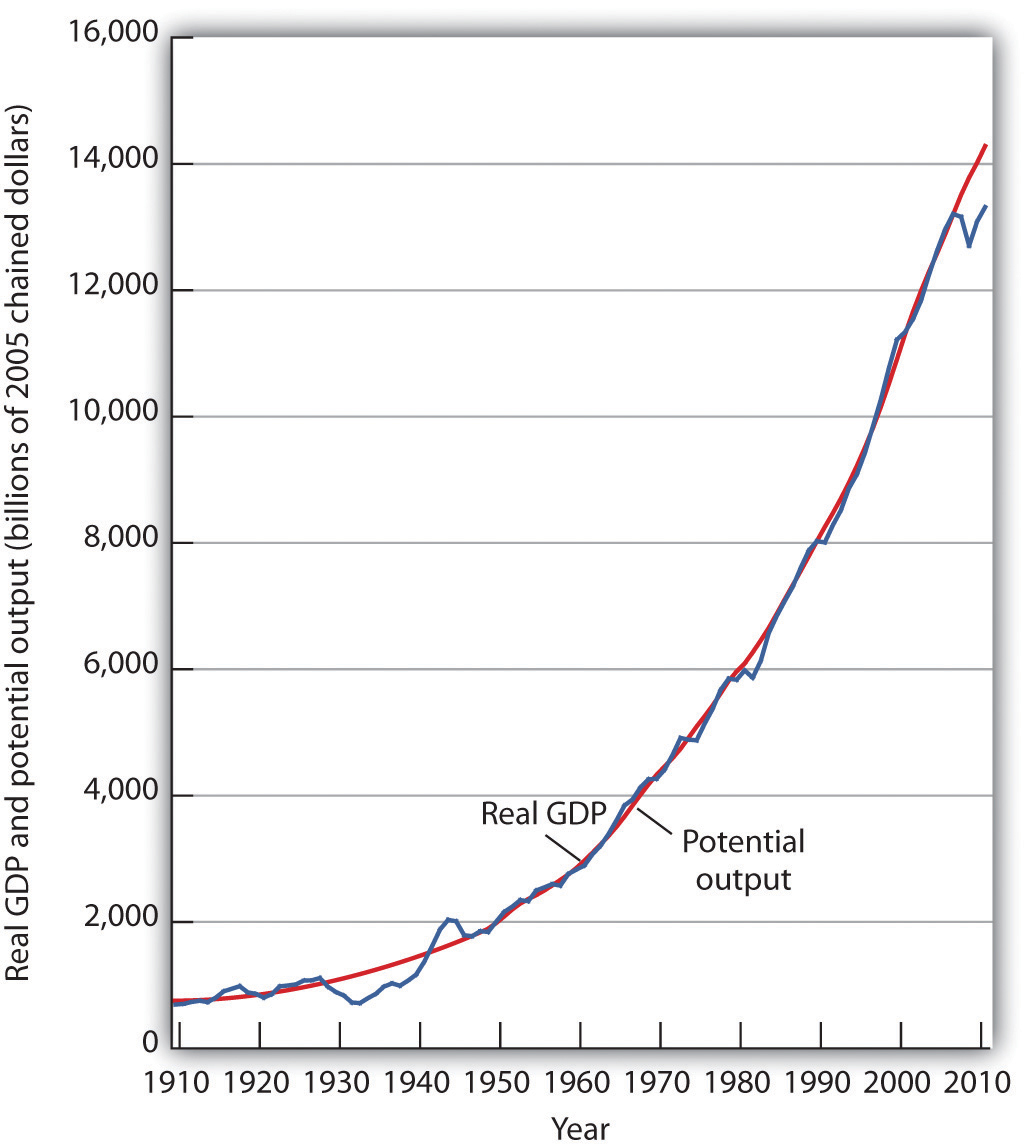 Real GDP and potential output (billions of 2005 chained dollars)
16,000
14,000
12,000
10,000
8,000
6,000
4,000
2,000
0
Real GDP
Potential
output
1910 1920 1930 1940 1950 1960 1970 1980 1990 2000 2010
Year